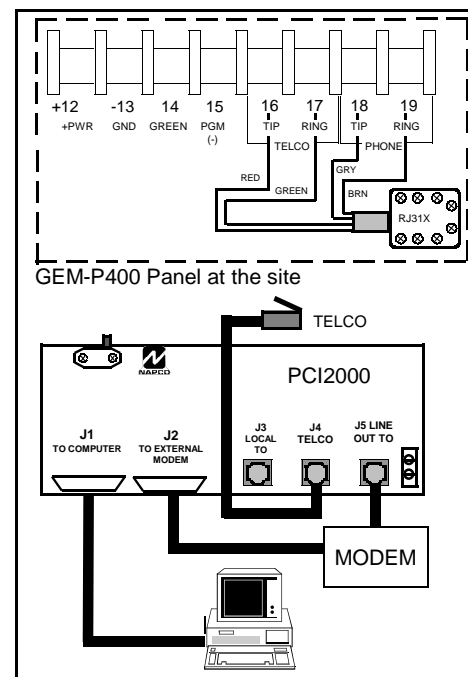 +12 -13 14 15 16 17 18 19
+PWR GND GREEN PGM TIP RING TIP RING
(-) TELCO PHONE
RED
GREEN
GRY
BRN
RJ31X
GEM-P400 Panel at the site
TELCO
NAPCO
PCI2000
J1
TO COMPUTER
J2
TO EXTERNAL
MODEM
J3
LOCAL
TO
J4
TELCO
J5 LINE
OUT TO
MODEM